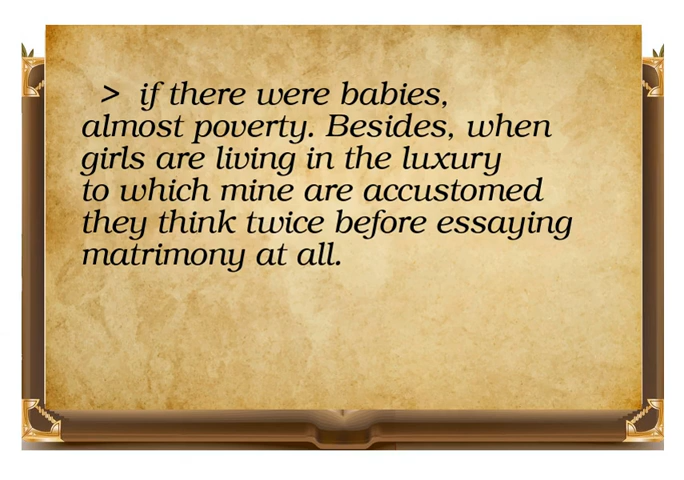 > if there were babies,
almost poverty. Besides, when
girls are living in the luxury
to which mine are accustomed
they think twice before essaying
matrimony at all.